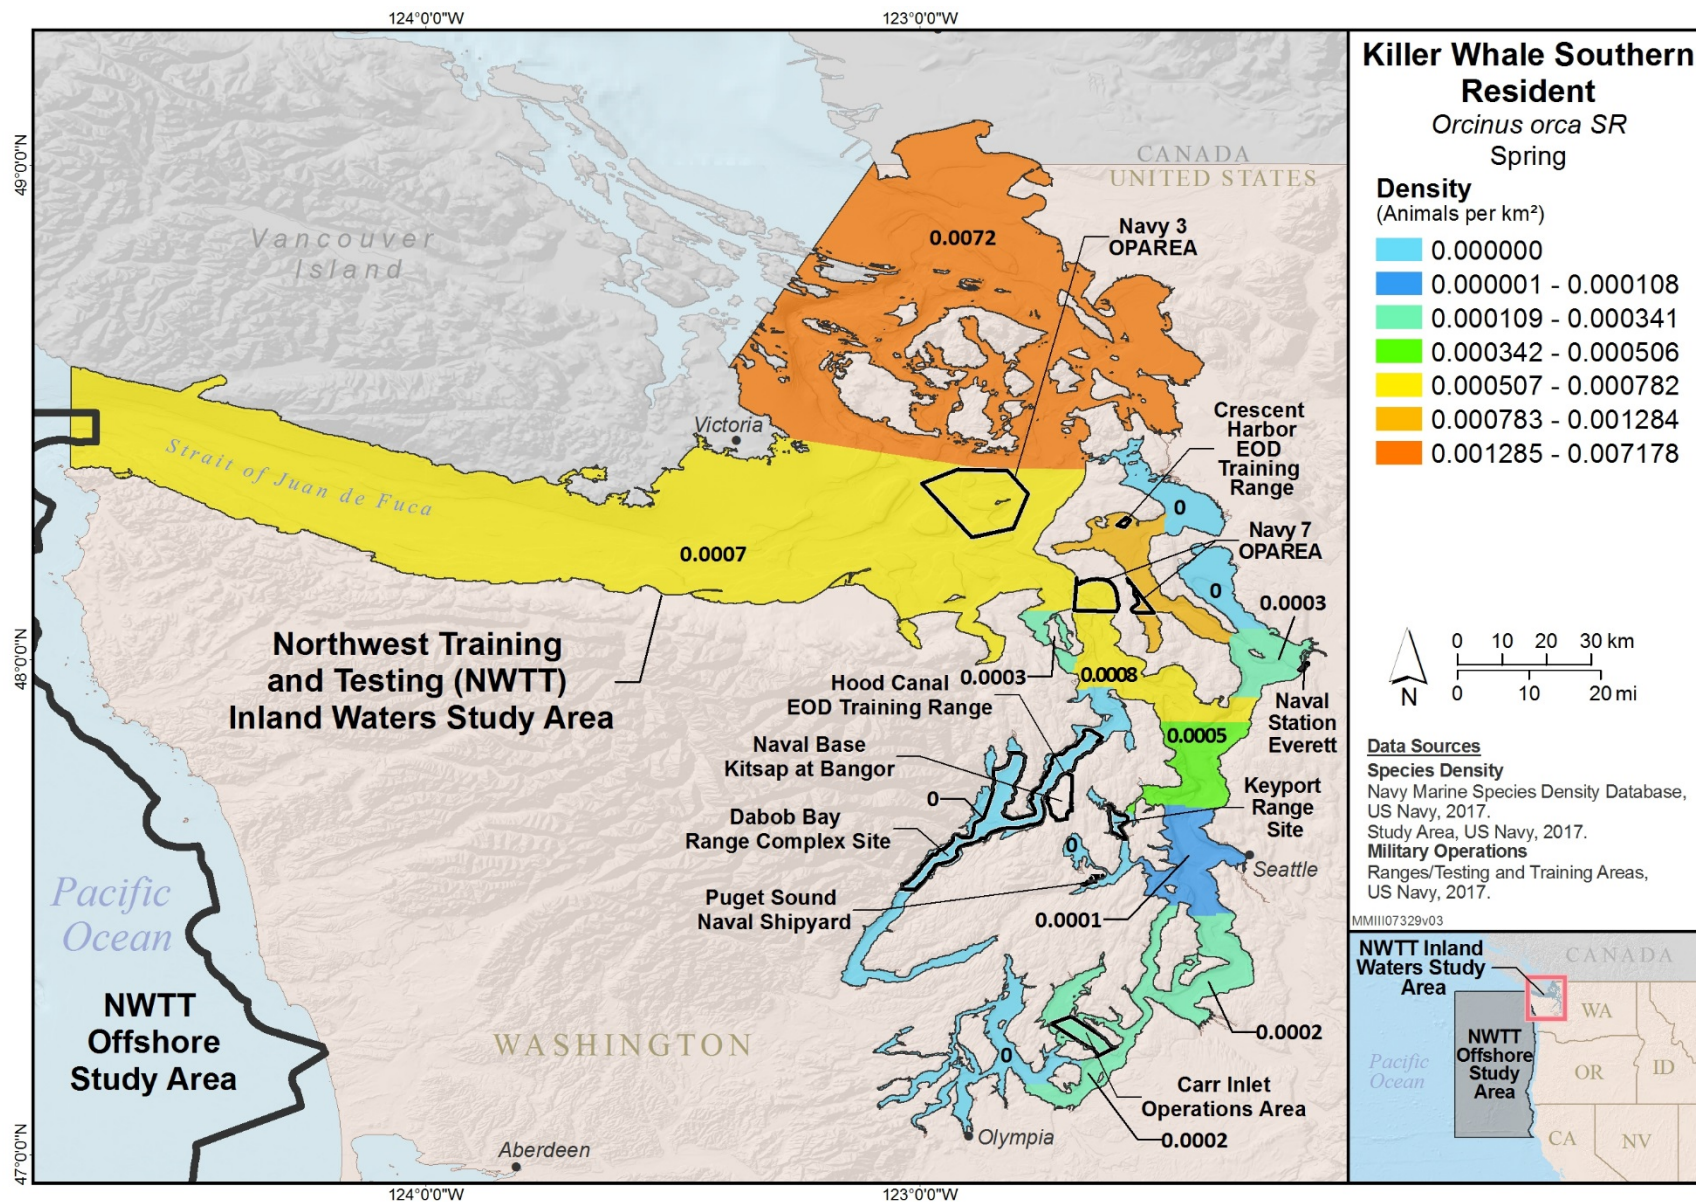 124°0'0"W
123°0'0"W
49°0'0"N
48°0'0"N
47°0'0"N
CANADA
UNITED STATES
Vancouver
Island
0.0072
Navy 3
OPAREA
Victoria
Strait of Juan de Fuca
0.0007
Crescent
Harbor
EOD
Training
Range
0
Navy 7
OPAREA
0
0.0003
Northwest Training
and Testing (NWTT)
Inland Waters Study Area
0.0003
0.0008
Hood Canal
EOD Training Range
Naval
Station
Everett
0.0005
Naval Base
Kitsap at Bangor
0
Keyport
Range
Site
Dabob Bay
Range Complex Site
0
Seattle
Puget Sound
Naval Shipyard
0.0001
Pacific
Ocean
NWTT
Offshore
Study Area
WASHINGTON
0.0002
0
Carr Inlet
Operations Area
0.0002
Olympia
Aberdeen
124°0'0"W
123°0'0"W
Killer Whale Southern
Resident
Orcinus orca SR
Spring
Density
(Animals per km²)
0.000000
0.000001 - 0.000108
0.000109 - 0.000341
0.000342 - 0.000506
0.000507 - 0.000782
0.000783 - 0.001284
0.001285 - 0.007178
N
0 10 20 30 km
0 10 20 mi
Data Sources
Species Density
Navy Marine Species Density Database,
US Navy, 2017.
Study Area, US Navy, 2017.
Military Operations
Ranges/Testing and Training Areas,
US Navy, 2017.
MMIII07329v03
NWTT Inland
Waters Study
Area
CANADA
WA
NWTT
Offshore
Study
Area
Pacific
Ocean
OR
ID
CA
NV